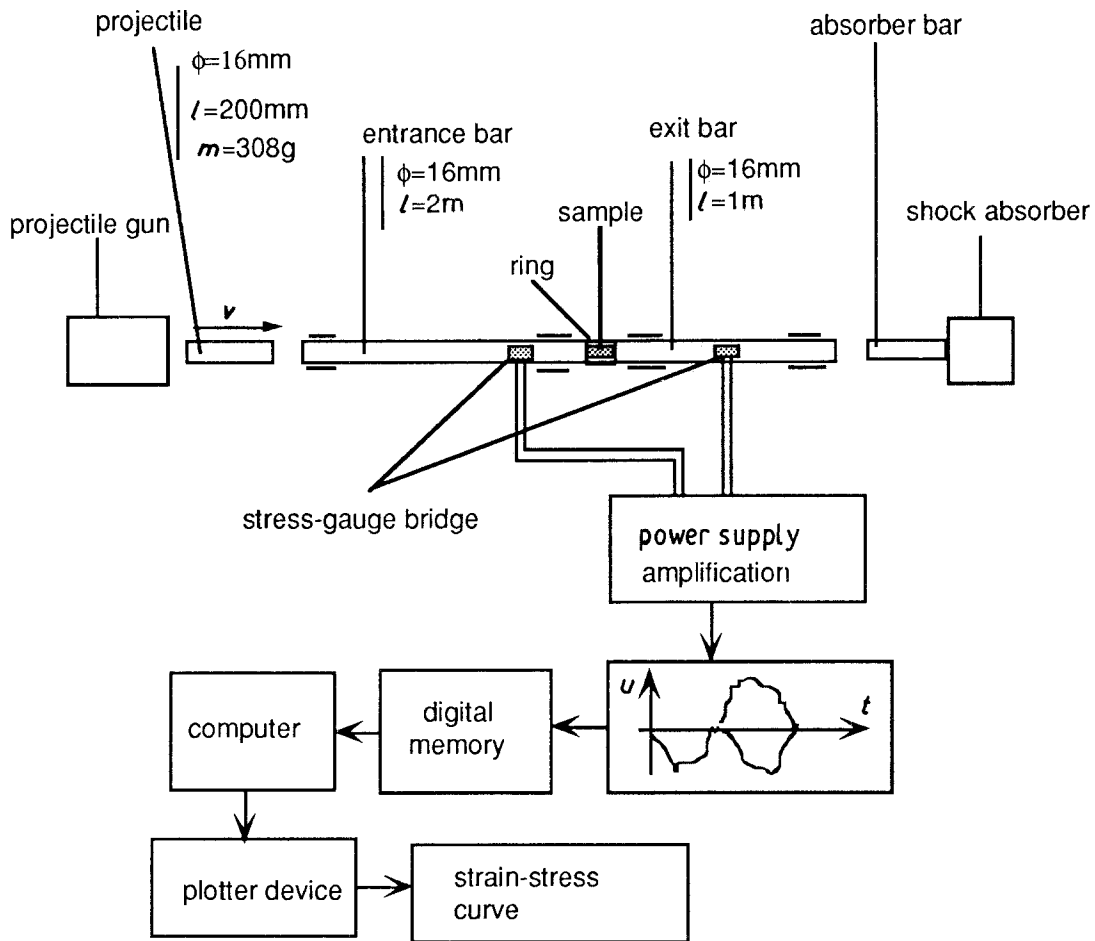 projectile
ϕ=16mm
l=200mm
m=308g
absorber bar
entrance bar
ϕ=16mm
l=2m
exit bar
ϕ=16mm
l=1m
sample
shock absorber
projectile gun
ring
v
stress-gauge bridge
power supply
amplification
u
t
computer
digital
memory
plotter device
strain-stress
curve